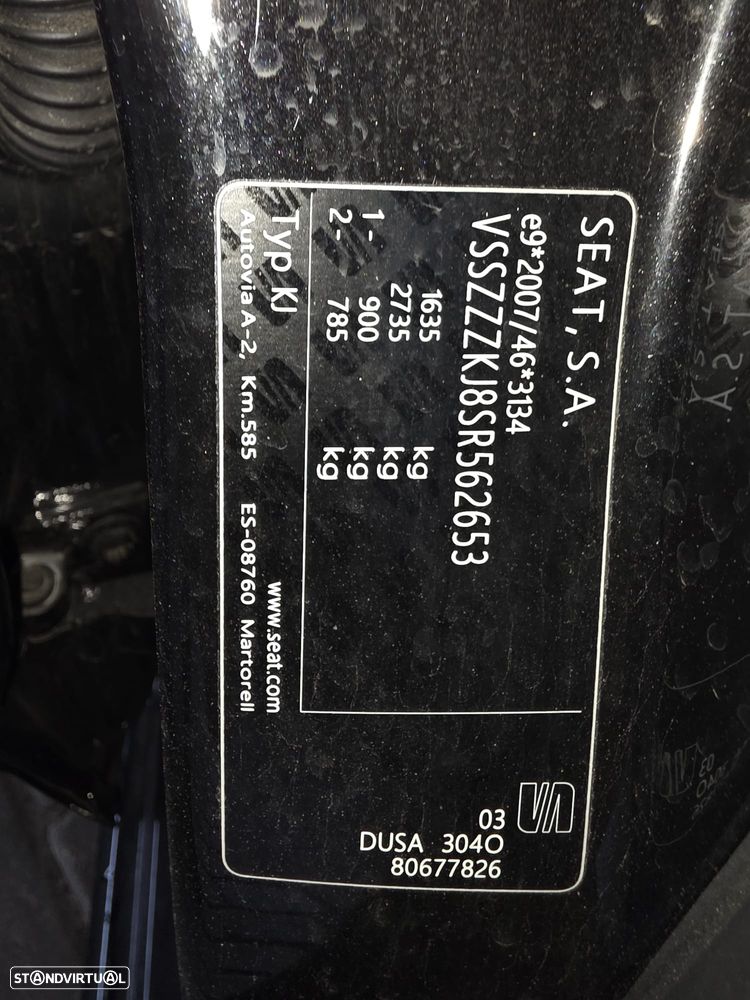 SEAT, S.A.
e9*2007/46*3134
VSSZZZKJ8SR562653
1635 kg
2735 kg
1- 900 kg
2- 785 kg
Typ KJ
www.seat.com
Autovia A-2, Km.585 ES-08760 Martorell
03
DUSA 304O
80677826
STANDVIRTUAL